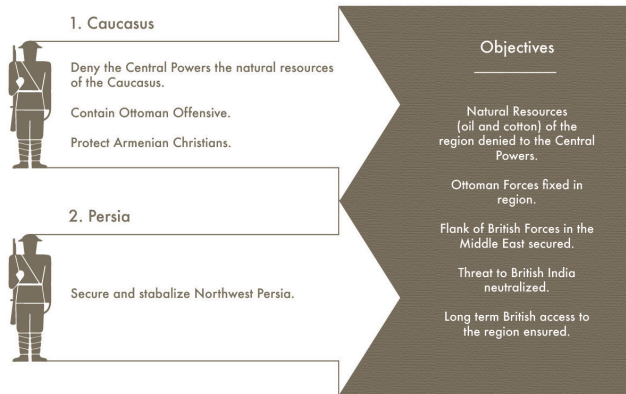 1. Caucasus
Deny the Central Powers the natural resources
of the Caucasus.
Contain Ottoman Offensive.
Protect Armenian Christians.
2. Persia
Secure and stabalize Northwest Persia.
Objectives
Natural Resources
(oil and cotton) of the
region denied to the Central
Powers.
Ottoman Forces fixed in
region.
Flank of British Forces in the
Middle East secured.
Threat to British India
neutralized.
Long term British access to
the region ensured.